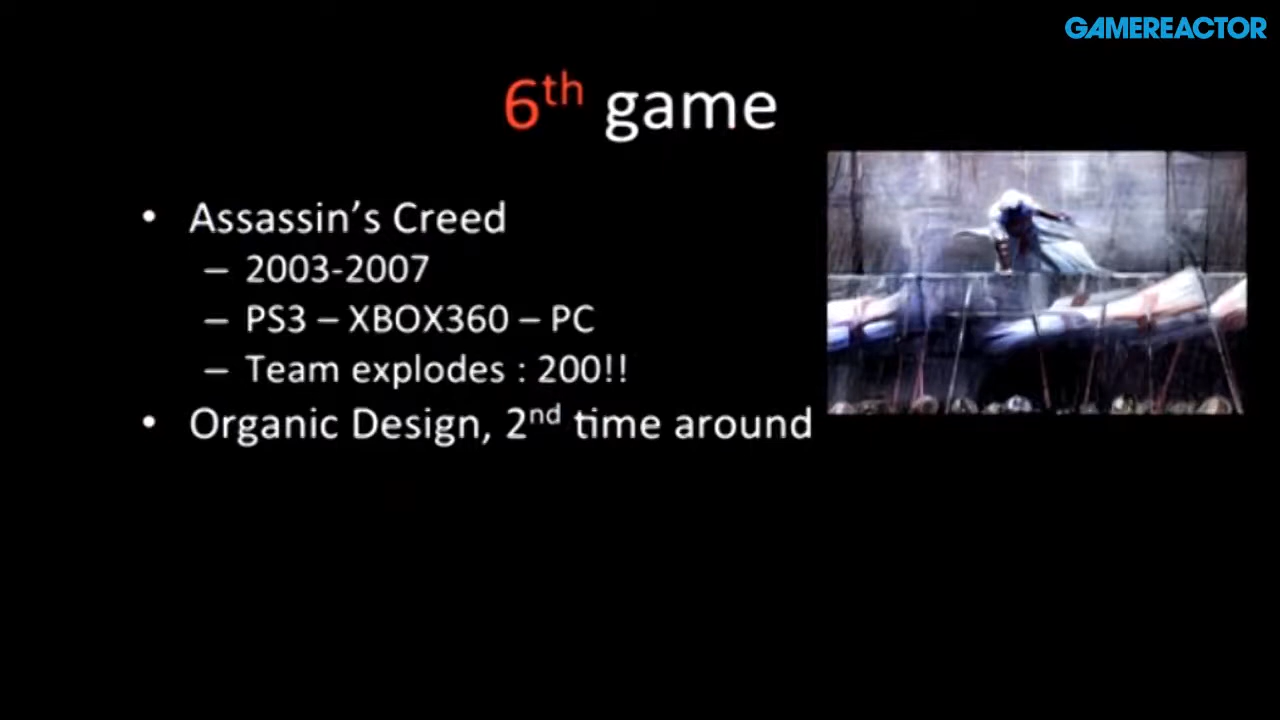 GAMEREACTOR
6th game
• Assassin's Creed
– 2003-2007
– PS3 – XBOX360 – PC
– Team explodes : 200!!
• Organic Design, 2nd time around